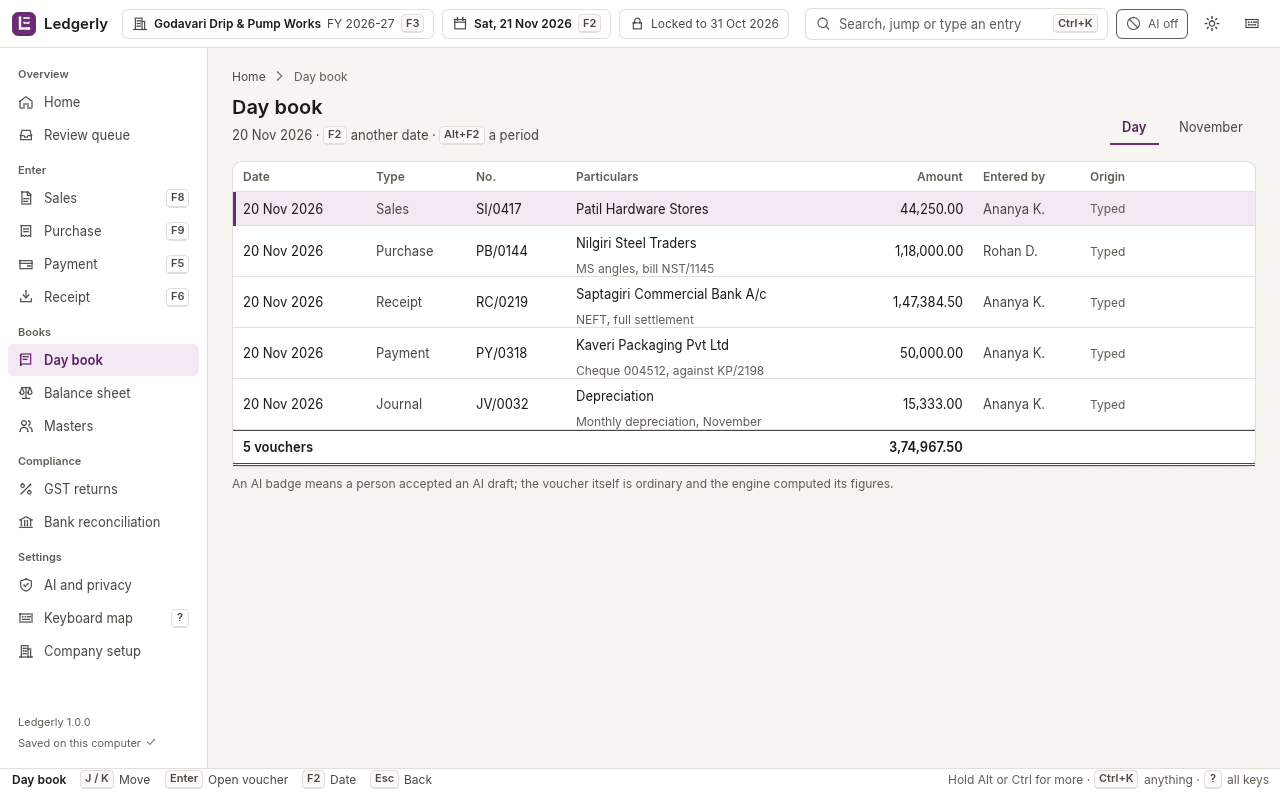 Ledgerly
Godavari Drip & Pump Works FY 2026-27 F3
Sat, 21 Nov 2026 F2
Locked to 31 Oct 2026
Search, jump or type an entry Ctrl+K
AI off
Overview
Home
Review queue
Enter
Sales F8
Purchase F9
Payment F5
Receipt F6
Books
Day book
Balance sheet
Masters
Compliance
GST returns
Bank reconciliation
Settings
AI and privacy
Keyboard map ?
Company setup
Ledgerly 1.0.0
Saved on this computer
Home Day book
Day book
20 Nov 2026 · F2 another date · Alt+F2 a period
Day November
Date Type No. Particulars Amount Entered by Origin
20 Nov 2026 Sales SI/0417 Patil Hardware Stores 44,250.00 Ananya K. Typed
20 Nov 2026 Purchase PB/0144 Nilgiri Steel Traders 1,18,000.00 Rohan D. Typed
MS angles, bill NST/1145
20 Nov 2026 Receipt RC/0219 Saptagiri Commercial Bank A/c 1,47,384.50 Ananya K. Typed
NEFT, full settlement
20 Nov 2026 Payment PY/0318 Kaveri Packaging Pvt Ltd 50,000.00 Ananya K. Typed
Cheque 004512, against KP/2198
20 Nov 2026 Journal JV/0032 Depreciation 15,333.00 Ananya K. Typed
Monthly depreciation, November
5 vouchers 3,74,967.50
An AI badge means a person accepted an AI draft; the voucher itself is ordinary and the engine computed its figures.
Day book J / K Move Enter Open voucher F2 Date Esc Back
Hold Alt or Ctrl for more · Ctrl+K anything · ? all keys